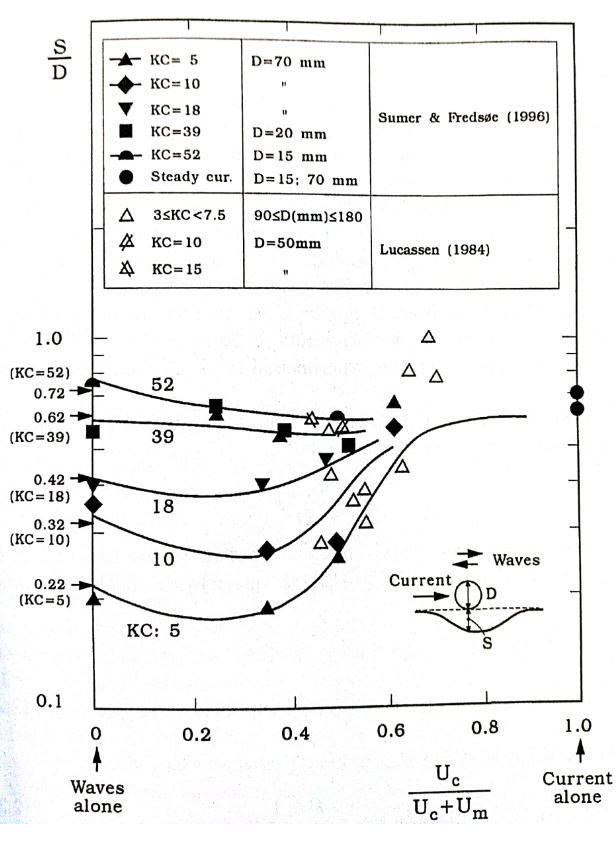 S
D
KC= 5 D=70 mm
KC=10 "
KC=18 "
KC=39 D=20 mm
KC=52 D=15 mm
Steady cur. D=15; 70 mm
Sumer & Fredsøe (1996)
3≤KC<7.5 90≤D(mm)≤180
KC=10 D=50mm
KC=15 "
Lucassen (1984)
1.0
(KC=52)
0.72
0.62
(KC=39)
0.42
(KC=18)
0.32
(KC=10)
0.22
(KC=5)
0.1
52
39
18
10
KC: 5
Waves
Current
D
S
0 0.2 0.4 0.6 0.8 1.0
Waves
alone
Uc
Uc+Um
Current
alone